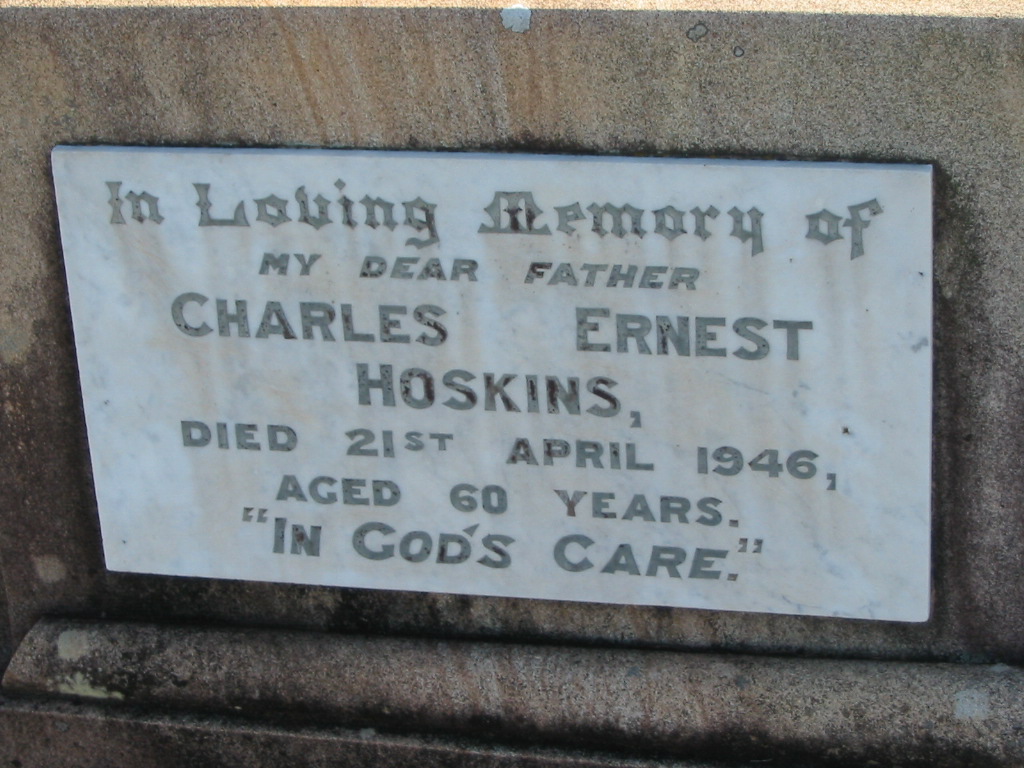 In Loving Memory of
MY DEAR FATHER
CHARLES ERNEST
HOSKINS,
DIED 21ST APRIL 1946,
AGED 60 YEARS.
"IN GOD'S CARE."